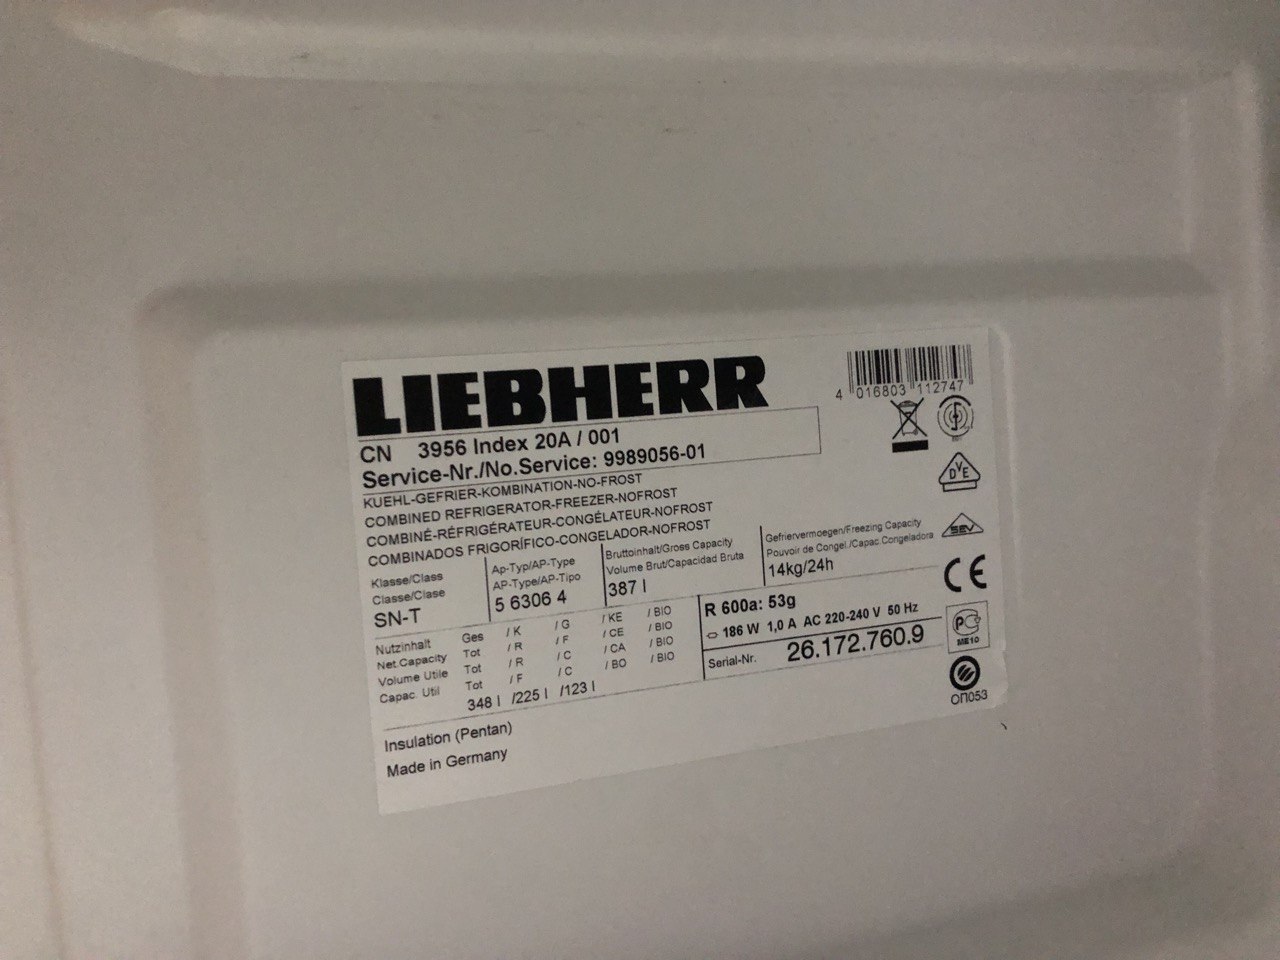 LIEBHERR
4 016803 112747
CN 3956 Index 20A / 001
Service-Nr./No.Service: 9989056-01
KUEHL-GEFRIER-KOMBINATION-NO-FROST
COMBINED REFRIGERATOR-FREEZER-NOFROST
COMBINÉ-RÉFRIGÉRATEUR-CONGÉLATEUR-NOFROST
COMBINADOS FRIGORÍFICO-CONGELADOR-NOFROST
Klasse/Class
Classe/Clase
SN-T
Ap-Typ/AP-Type
AP-Type/AP-Tipo
5 6306 4
Bruttoinhalt/Gross Capacity
Volume Brut/Capacidad Bruta
387 l
Gefriervermoegen/Freezing Capacity
Pouvoir de Congel./Capac.Congeladora
14kg/24h
Nutzinhalt Ges / K / G / KE / BIO
Net.Capacity Tot / R / F / CE / BIO
Volume Utile Tot / R / C / CA / BIO
Capac. Util Tot / F / C / BO / BIO
348 l /225 l /123 l
R 600a: 53g
186 W 1,0 A AC 220-240 V 50 Hz
Serial-Nr. 26.172.760.9
Insulation (Pentan)
Made in Germany
DVE
SEV
CE
PC
ME10
ОП053